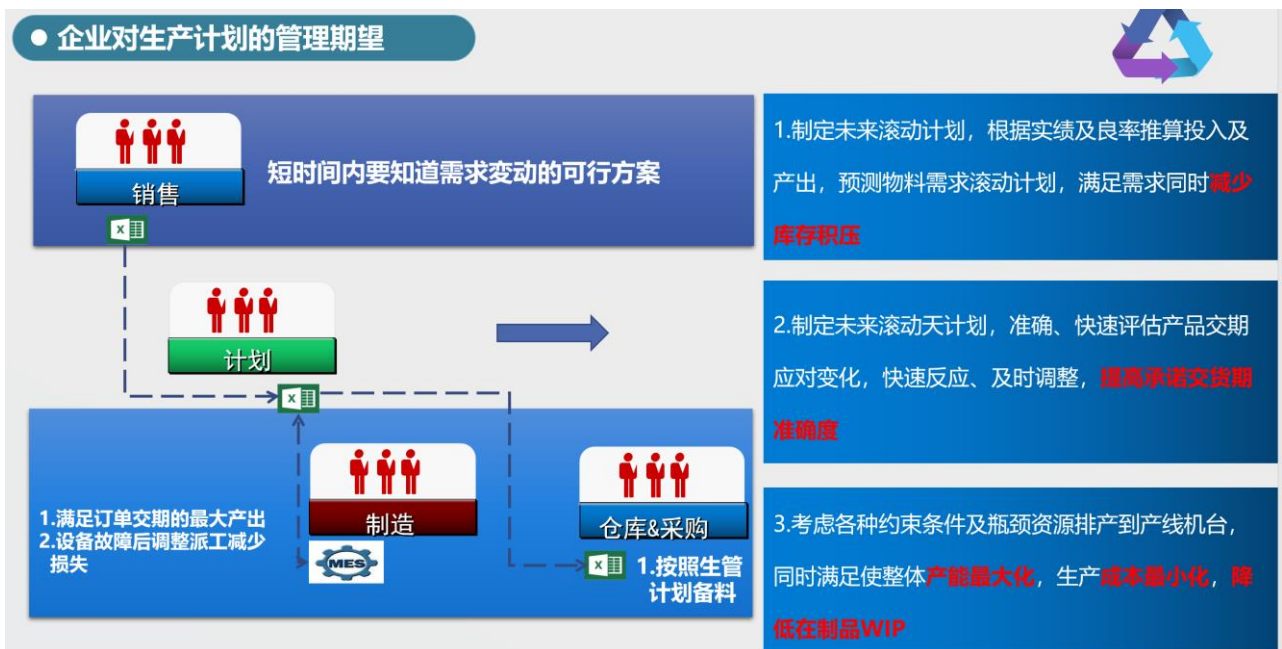 企业对生产计划的管理期望
销售
短时间内要知道需求变动的可行方案
计划
1.满足订单交期的最大产出
2.设备故障后调整派工减少
损失
制造
MES
仓库&采购
1.按照生管
计划备料
1.制定未来滚动计划，根据实绩及良率推算投入及
产出，预测物料需求滚动计划，满足需求同时减少
库存积压
2.制定未来滚动天计划，准确、快速评估产品交期
应对变化，快速反应、及时调整，提高承诺交货期
准确度
3.考虑各种约束条件及瓶颈资源排产到产线机台，
同时满足使整体产能最大化，生产成本最小化，降
低在制品WIP